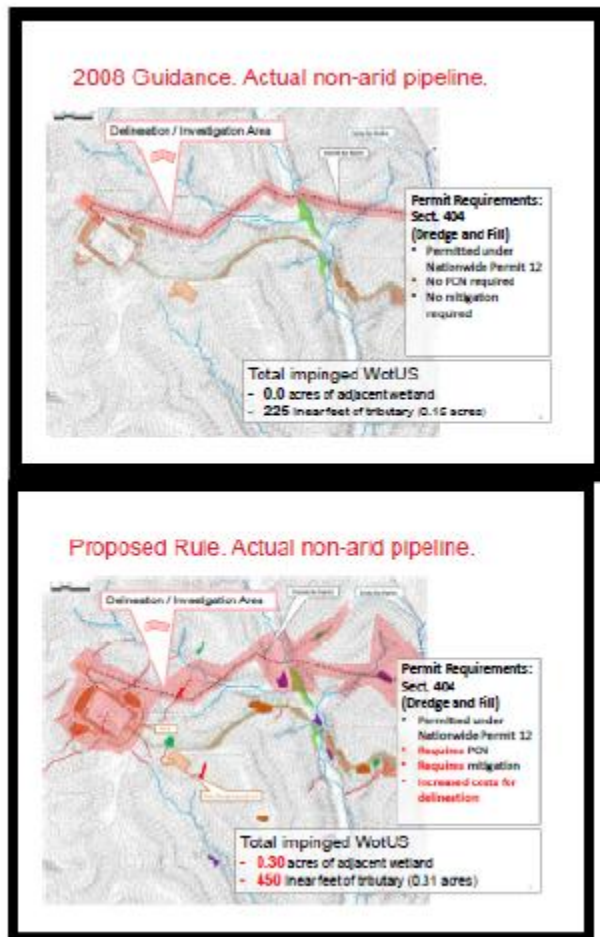 2008 Guidance. Actual non-arid pipeline.
Delineation / Investigation Area
Permit Requirements:
Sect. 404
(Dredge and Fill)
• Permitted under
Nationwide Permit 12
• No PCN required
• No mitigation
required
Total impinged WotUS
- 0.0 acres of adjacent wetland
- 225 linear feet of tributary (0.15 acres)
Proposed Rule. Actual non-arid pipeline.
Delineation / Investigation Area
Permit Requirements:
Sect. 404
(Dredge and Fill)
• Permitted under
Nationwide Permit 12
• Requires PCN
• Requires mitigation
- Increased costs for
delineation
Total impinged WotUS
- 0.30 acres of adjacent wetland
- 450 linear feet of tributary (0.31 acres)